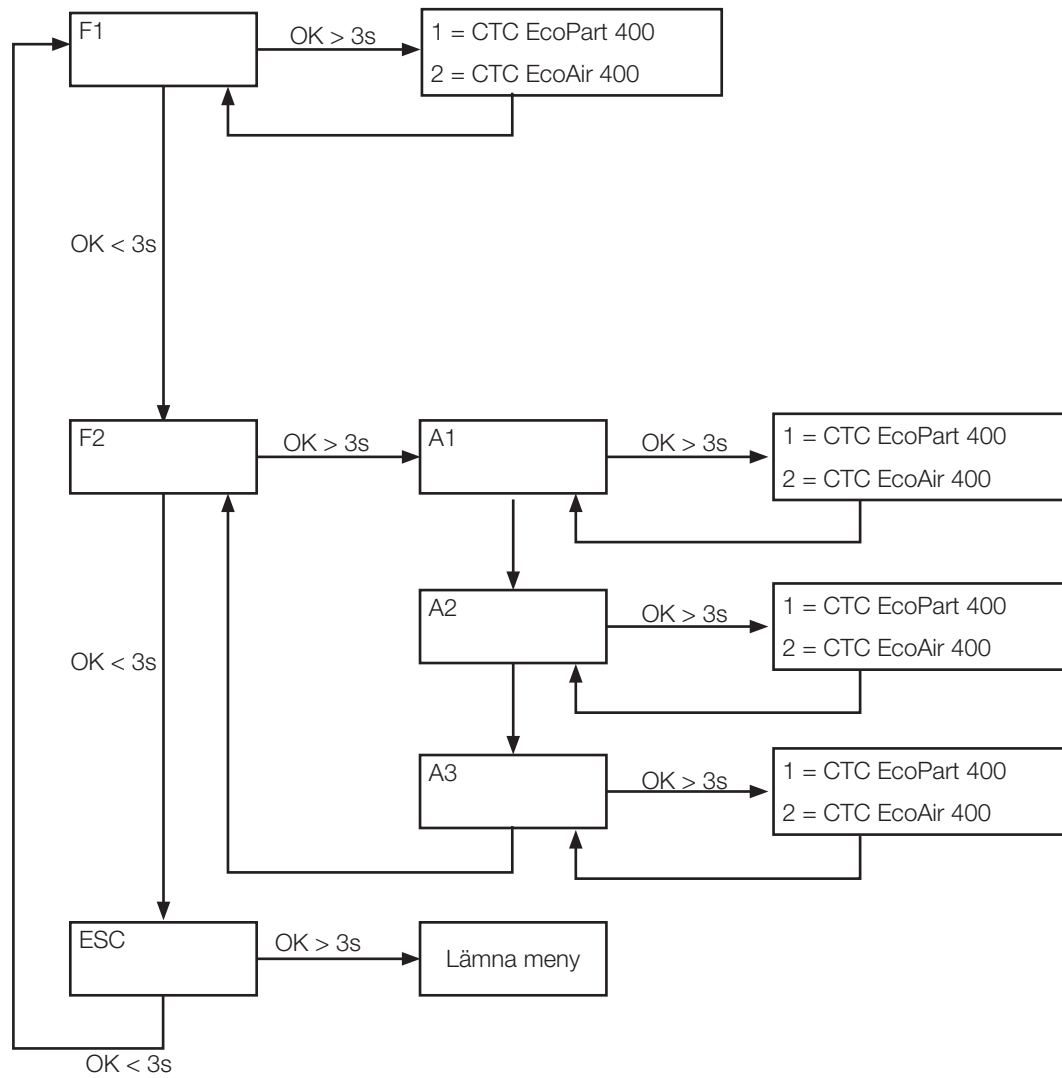 F1
OK > 3s
1 = CTC EcoPart 400
2 = CTC EcoAir 400
OK < 3s
F2
OK > 3s
A1
OK > 3s
1 = CTC EcoPart 400
2 = CTC EcoAir 400
A2
OK > 3s
1 = CTC EcoPart 400
2 = CTC EcoAir 400
OK < 3s
A3
OK > 3s
1 = CTC EcoPart 400
2 = CTC EcoAir 400
ESC
OK > 3s
Lämna meny
OK < 3s